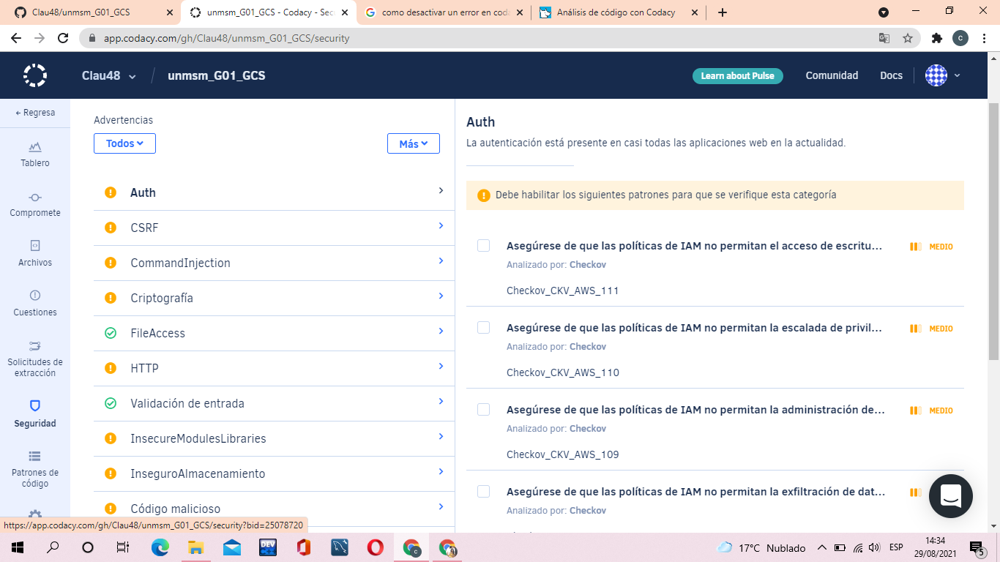 Clau48/unmsm_G01_GCS
unmsm_G01_GCS - Codacy - Sec
como desactivar un error en coda
Análisis de código con Codacy
app.codacy.com/gh/Clau48/unmsm_G01_GCS/security
c
Clau48
/
unmsm_G01_GCS
Learn about Pulse
Comunidad
Docs
← Regresa
Tablero
Compromete
Archivos
Cuestiones
Solicitudes de
extracción
Seguridad
Patrones de
código
Advertencias
Todos
Más
Auth
CSRF
CommandInjection
Criptografía
FileAccess
HTTP
Validación de entrada
InsecureModulesLibraries
InseguroAlmacenamiento
Código malicioso
Auth
La autenticación está presente en casi todas las aplicaciones web en la actualidad.
Debe habilitar los siguientes patrones para que se verifique esta categoría
Asegúrese de que las políticas de IAM no permitan el acceso de escritu...
MEDIO
Analizado por: Checkov
Checkov_CKV_AWS_111
Asegúrese de que las políticas de IAM no permitan la escalada de privil...
MEDIO
Analizado por: Checkov
Checkov_CKV_AWS_110
Asegúrese de que las políticas de IAM no permitan la administración de...
MEDIO
Analizado por: Checkov
Checkov_CKV_AWS_109
Asegúrese de que las políticas de IAM no permitan la exfiltración de dat...
Analizado por: Checkov
https://app.codacy.com/gh/Clau48/unmsm_G01_GCS/security?bid=25078720
DEV
C
17°C Nublado
ESP
14:34
29/08/2021
5